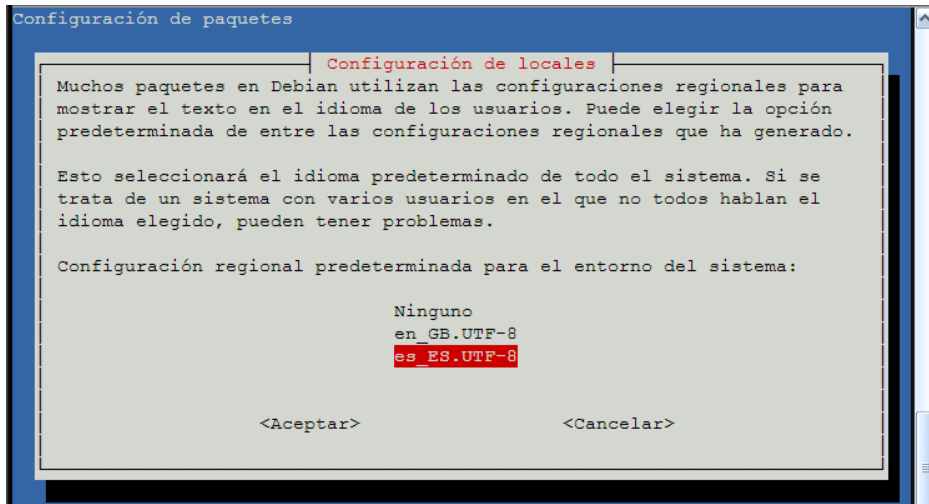 Configuración de paquetes
Configuración de locales
Muchos paquetes en Debian utilizan las configuraciones regionales para
mostrar el texto en el idioma de los usuarios. Puede elegir la opción
predeterminada de entre las configuraciones regionales que ha generado.
Esto seleccionará el idioma predeterminado de todo el sistema. Si se
trata de un sistema con varios usuarios en el que no todos hablan el
idioma elegido, pueden tener problemas.
Configuración regional predeterminada para el entorno del sistema:
Ninguno
en_GB.UTF-8
es_ES.UTF-8
<Aceptar> <Cancelar>